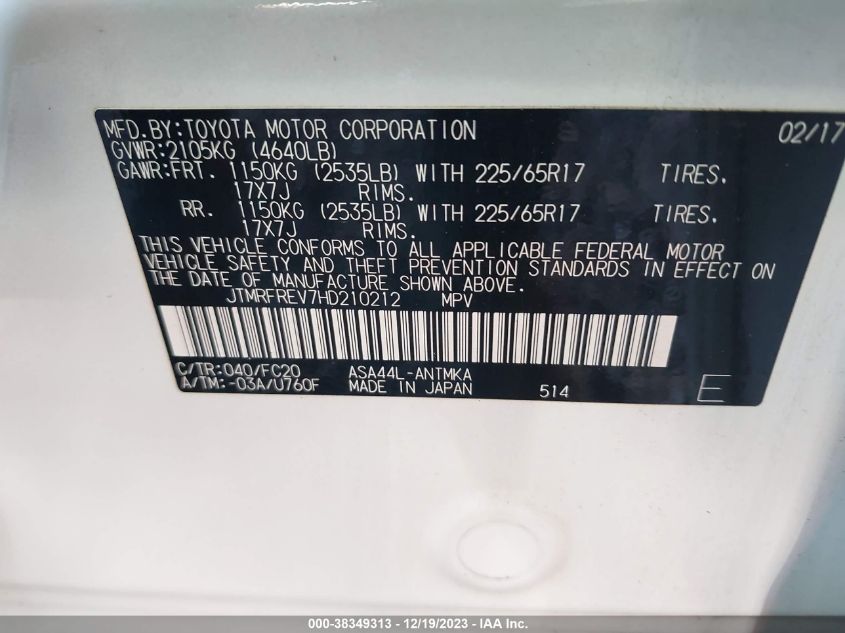 MFD.BY:TOYOTA MOTOR CORPORATION 02/17
GVWR:2105KG (4640LB)
GAWR:FRT. 1150KG (2535LB) WITH 225/65R17 TIRES.
17X7J RIMS.
RR. 1150KG (2535LB) WITH 225/65R17 TIRES.
17X7J RIMS.
THIS VEHICLE CONFORMS TO ALL APPLICABLE FEDERAL MOTOR
VEHICLE SAFETY AND THEFT PREVENTION STANDARDS IN EFFECT ON
THE DATE OF MANUFACTURE SHOWN ABOVE.
JTMRFREV7HD210212 MPV
C/TR:040/FC20 ASA44L-ANTMKA
A/TM:-03A/U760F MADE IN JAPAN 514 E
000-38349313 - 12/19/2023 - IAA Inc.